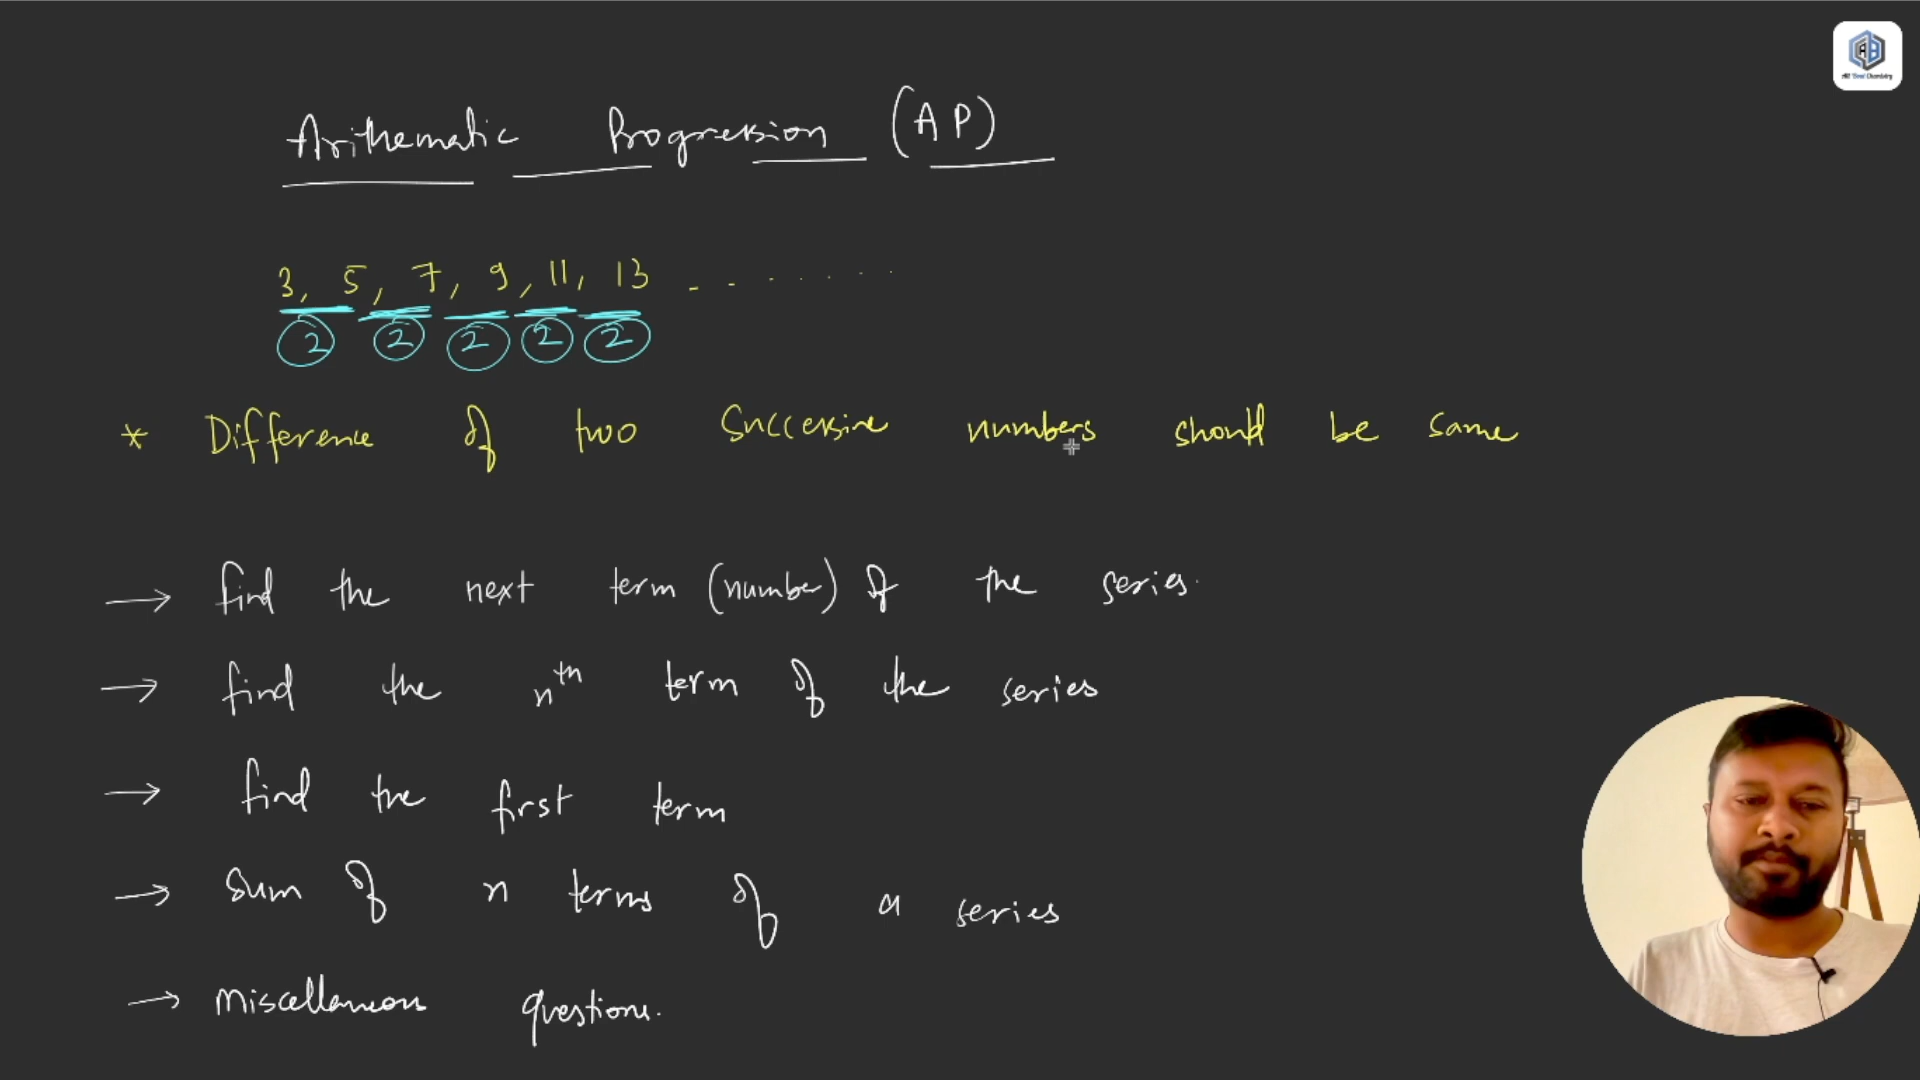 Arithematic Progression (AP)
3, 5, 7, 9, 11, 13 - - . . . . . .
2 2 2 2 2
* Difference of two Successive numbers should be same
→ find the next term (number) of the series.
→ find the nth term of the series
→ find the first term
→ sum of n terms of a series
→ Miscellaneous questions.